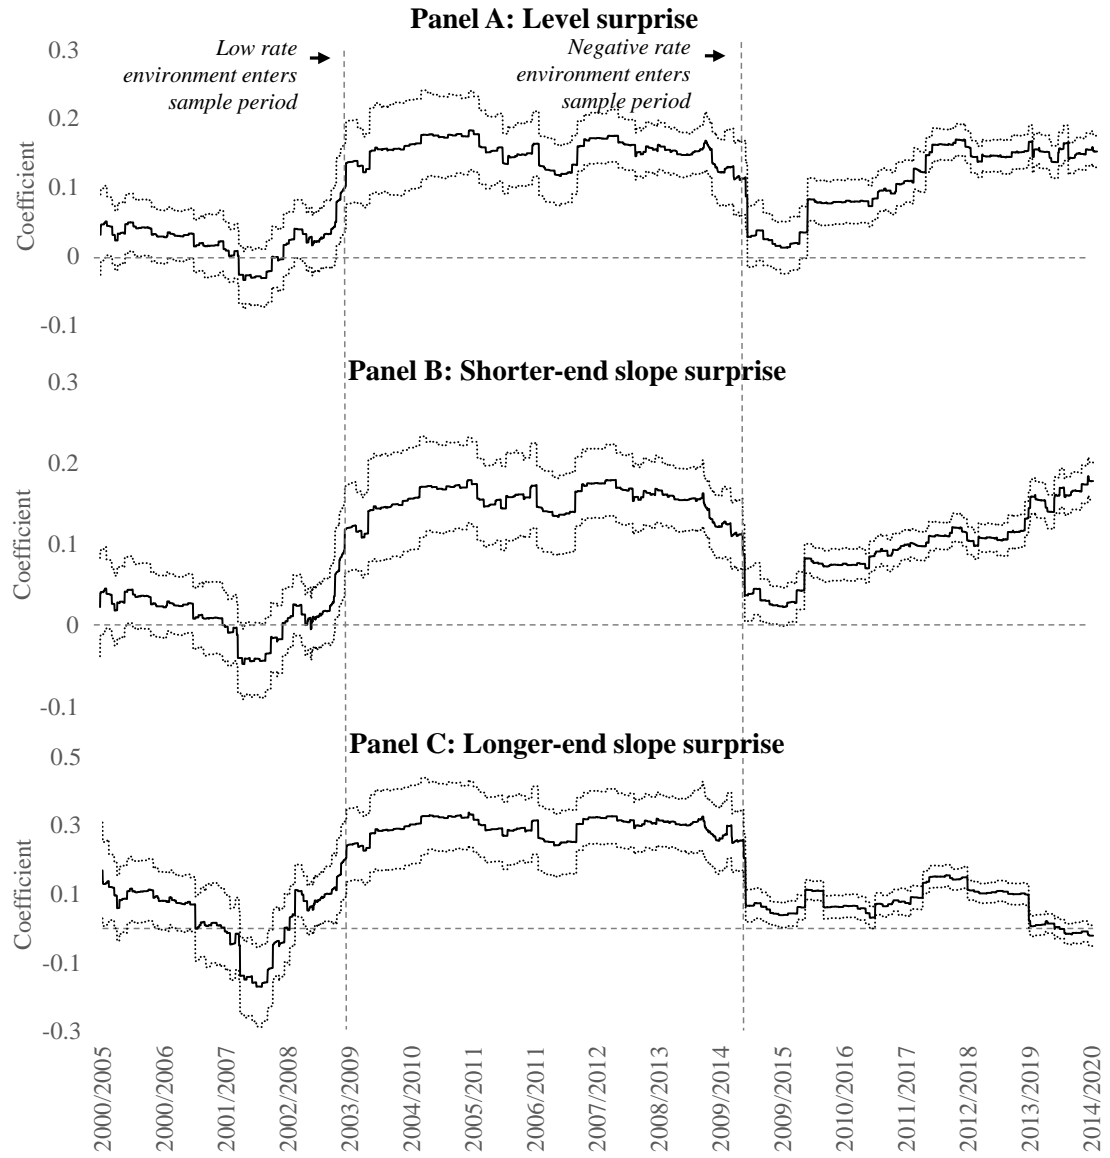 Panel A: Level surprise
0.3
Low rate
environment enters
sample period
Negative rate
environment enters
sample period
0.2
0.1
0
-0.1
Coefficient
Panel B: Shorter-end slope surprise
0.3
0.2
0.1
0
-0.1
Coefficient
Panel C: Longer-end slope surprise
0.5
0.3
0.1
-0.1
-0.3
Coefficient
2000/2005
2000/2006
2001/2007
2002/2008
2003/2009
2004/2010
2005/2011
2006/2011
2007/2012
2008/2013
2009/2014
2009/2015
2010/2016
2011/2017
2012/2018
2013/2019
2014/2020